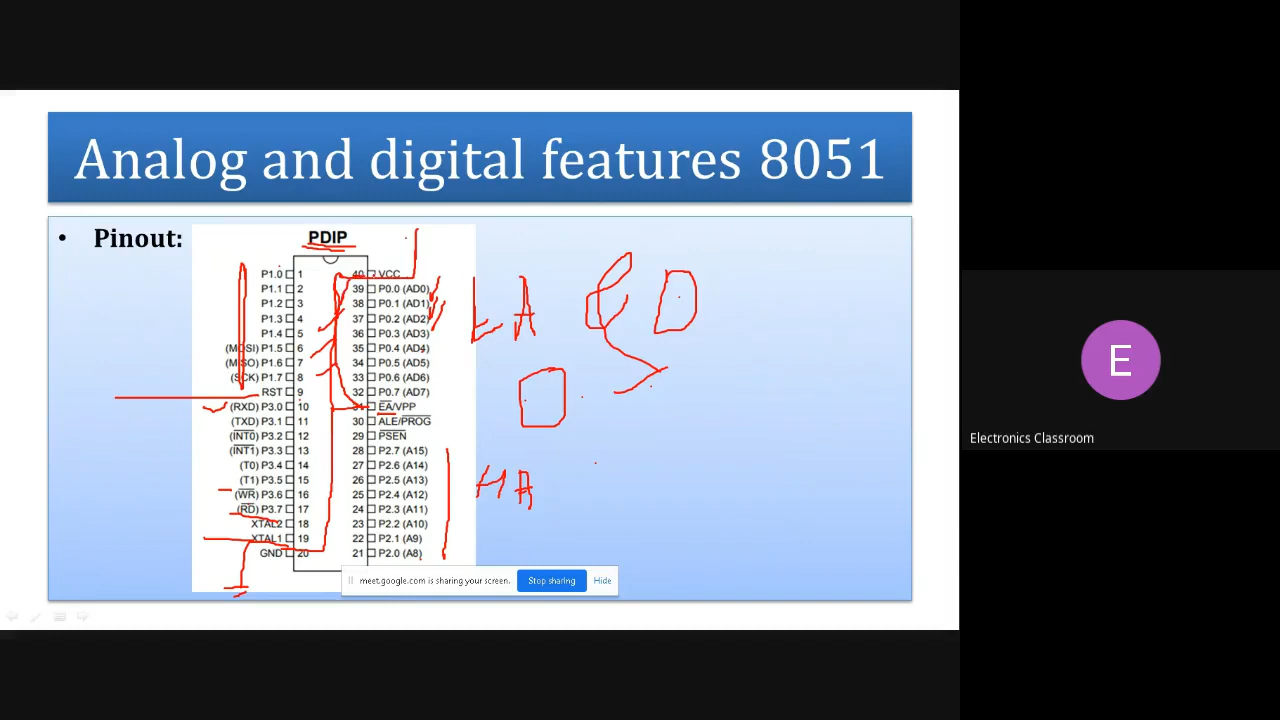 Analog and digital features 8051
• Pinout:
PDIP
P1.0 1 40 VCC
P1.1 2 39 P0.0 (AD0)
P1.2 3 38 P0.1 (AD1)
P1.3 4 37 P0.2 (AD2)
P1.4 5 36 P0.3 (AD3)
(MOSI) P1.5 6 35 P0.4 (AD4)
(MISO) P1.6 7 34 P0.5 (AD5)
(SCK) P1.7 8 33 P0.6 (AD6)
RST 9 32 P0.7 (AD7)
(RXD) P3.0 10 31 EA/VPP
(TXD) P3.1 11 30 ALE/PROG
(INT0) P3.2 12 29 PSEN
(INT1) P3.3 13 28 P2.7 (A15)
(T0) P3.4 14 27 P2.6 (A14)
(T1) P3.5 15 26 P2.5 (A13)
(WR) P3.6 16 25 P2.4 (A12)
(RD) P3.7 17 24 P2.3 (A11)
XTAL2 18 23 P2.2 (A10)
XTAL1 19 22 P2.1 (A9)
GND 20 21 P2.0 (A8)
LA
D
HA
meet.google.com is sharing your screen. Stop sharing Hide
E
Electronics Classroom